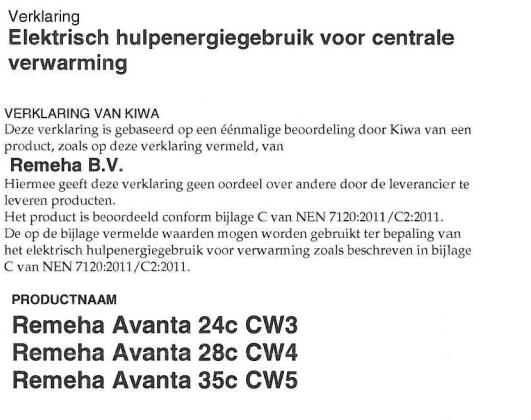 Verklaring
Elektrisch hulpenergiegebruik voor centrale
verwarming
VERKLARING VAN KIWA
Deze verklaring is gebaseerd op een éénmalige beoordeling door Kiwa van een
product, zoals op deze verklaring vermeld, van
Remeha B.V.
Hiermee geeft deze verklaring geen oordeel over andere door de leverancier te
leveren producten.
Het product is beoordeeld conform bijlage C van NEN 7120:2011/C2:2011.
De op de bijlage vermelde waarden mogen worden gebruikt ter bepaling van
het elektrisch hulpenergiegebruik voor verwarming zoals beschreven in bijlage
C van NEN 7120:2011/C2:2011.
PRODUCTNAAM
Remeha Avanta 24c CW3
Remeha Avanta 28c CW4
Remeha Avanta 35c CW5